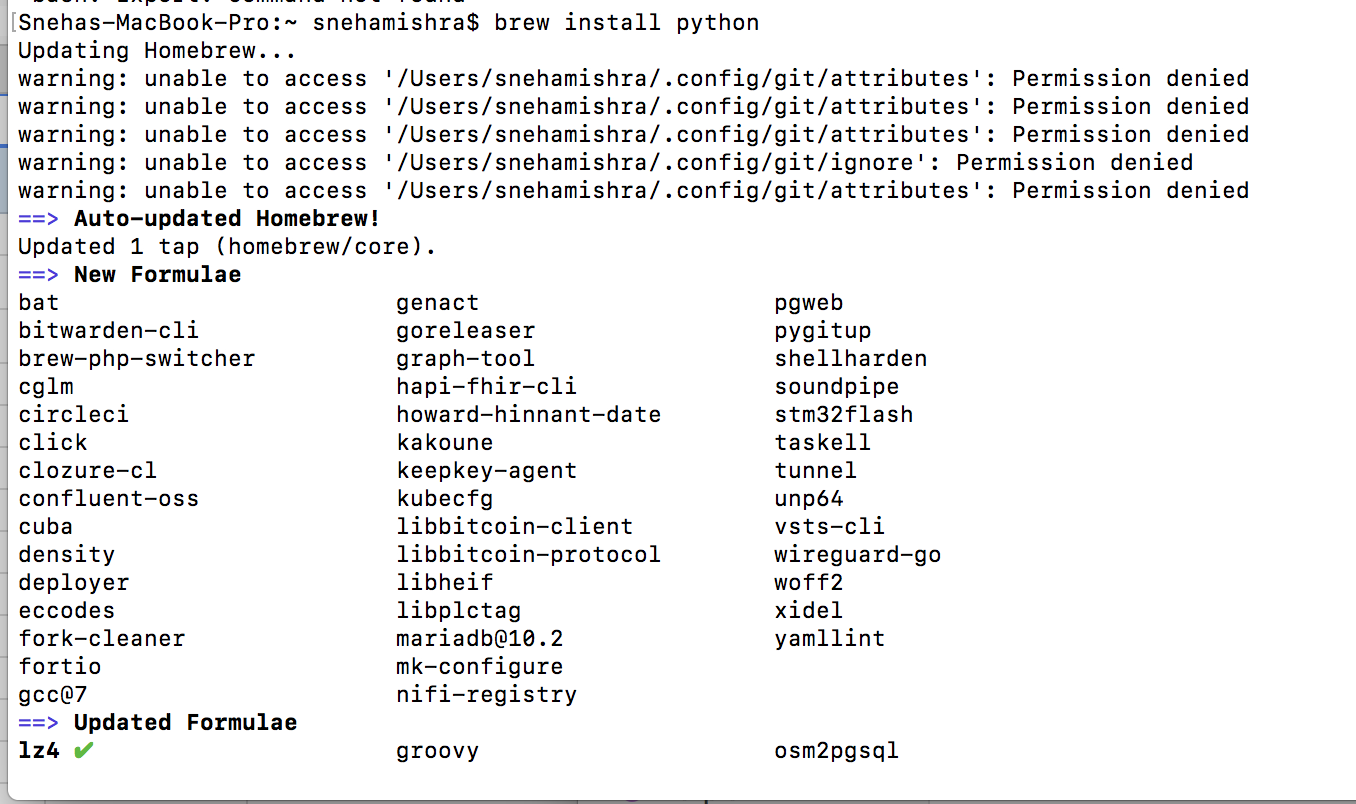 bash: Export: command not found
[Snehas-MacBook-Pro:~ snehamishra$ brew install python
Updating Homebrew...
warning: unable to access '/Users/snehamishra/.config/git/attributes': Permission denied
warning: unable to access '/Users/snehamishra/.config/git/attributes': Permission denied
warning: unable to access '/Users/snehamishra/.config/git/attributes': Permission denied
warning: unable to access '/Users/snehamishra/.config/git/ignore': Permission denied
warning: unable to access '/Users/snehamishra/.config/git/attributes': Permission denied
==> Auto-updated Homebrew!
Updated 1 tap (homebrew/core).
==> New Formulae
bat genact pgweb
bitwarden-cli goreleaser pygitup
brew-php-switcher graph-tool shellharden
cglm hapi-fhir-cli soundpipe
circleci howard-hinnant-date stm32flash
click kakoune taskell
clozure-cl keepkey-agent tunnel
confluent-oss kubecfg unp64
cuba libbitcoin-client vsts-cli
density libbitcoin-protocol wireguard-go
deployer libheif woff2
eccodes libplctag xidel
fork-cleaner mariadb@10.2 yamllint
fortio mk-configure
gcc@7 nifi-registry
==> Updated Formulae
lz4 ✔ groovy osm2pgsql